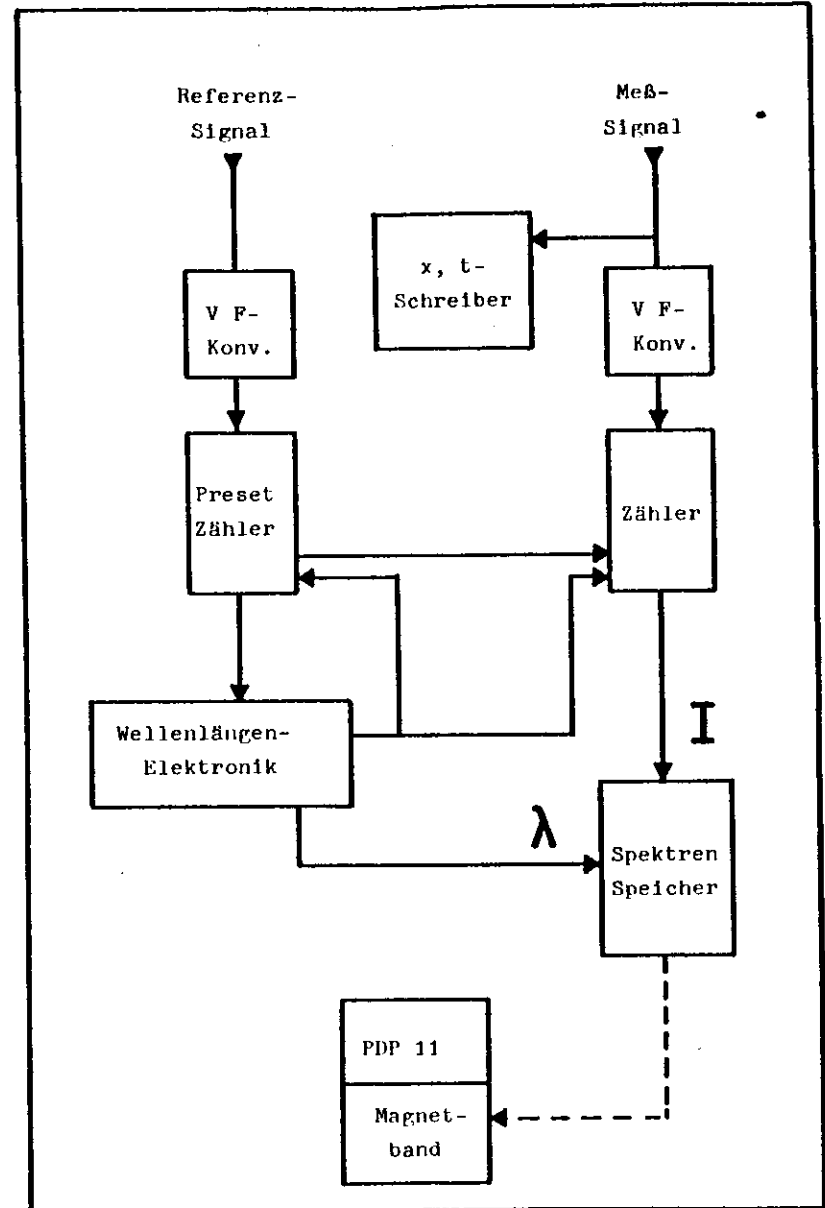 Referenz-
Signal
Meß-
Signal
x, t-
Schreiber
V F-
Konv.
V F-
Konv.
Preset
Zähler
Zähler
Wellenlängen-
Elektronik
I
λ
Spektren
Speicher
PDP 11
Magnet-
band